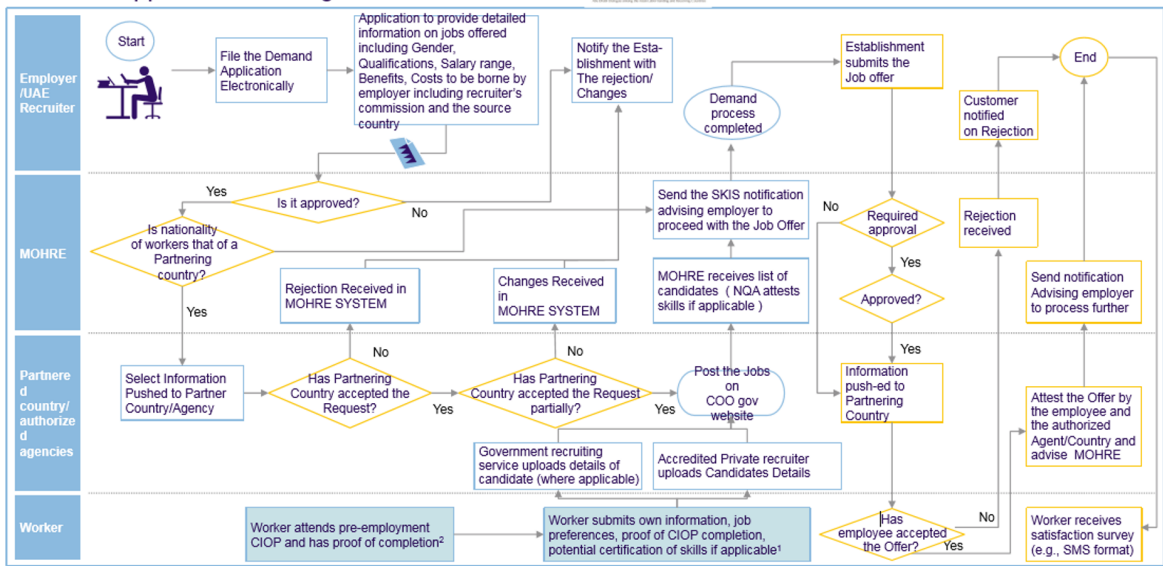 Employer
/UAE
Recruiter
Start
File the Demand
Application
Electronically
Application to provide detailed
information on jobs offered
including Gender,
Qualifications, Salary range,
Benefits, Costs to be borne by
employer including recruiter's
commission and the source
country
Notify the Esta-
blishment with
The rejection/
Changes
Demand
process
completed
Establishment
submits the
Job offer
Customer
notified
on Rejection
End
MOHRE
Yes
Is it approved?
No
Is nationality
of workers that of a
Partnering
country?
Yes
Rejection Received in
MOHRE SYSTEM
Changes Received
in
MOHRE SYSTEM
Send the SKIS notification
advising employer to
proceed with the Job Offer
MOHRE receives list of
candidates ( NQA attests
skills if applicable )
No
Required
approval
Yes
Approved?
Yes
Rejection
received
Send notification
Advising employer
to process further
Partnere
d
country/
authorize
d
agencies
Select Information
Pushed to Partner
Country/Agency
No
Has Partnering
Country accepted the
Request?
Yes
No
Has Partnering
Country accepted the Request
partially?
Yes
Post the Jobs
on
COO gov
website
Government recruiting
service uploads details of
candidate (where applicable)
Accredited Private recruiter
uploads Candidates Details
Information
push-ed to
Partnering
Country
Attest the Offer by
the employee and
the authorized
Agent/Country and
advise MOHRE
Worker
Worker attends pre-employment
CIOP and has proof of completion²
Worker submits own information, job
preferences, proof of CIOP completion,
potential certification of skills if applicable¹
Has
employee accepted
the Offer?
No
Yes
Worker receives
satisfaction survey
(e.g., SMS format)